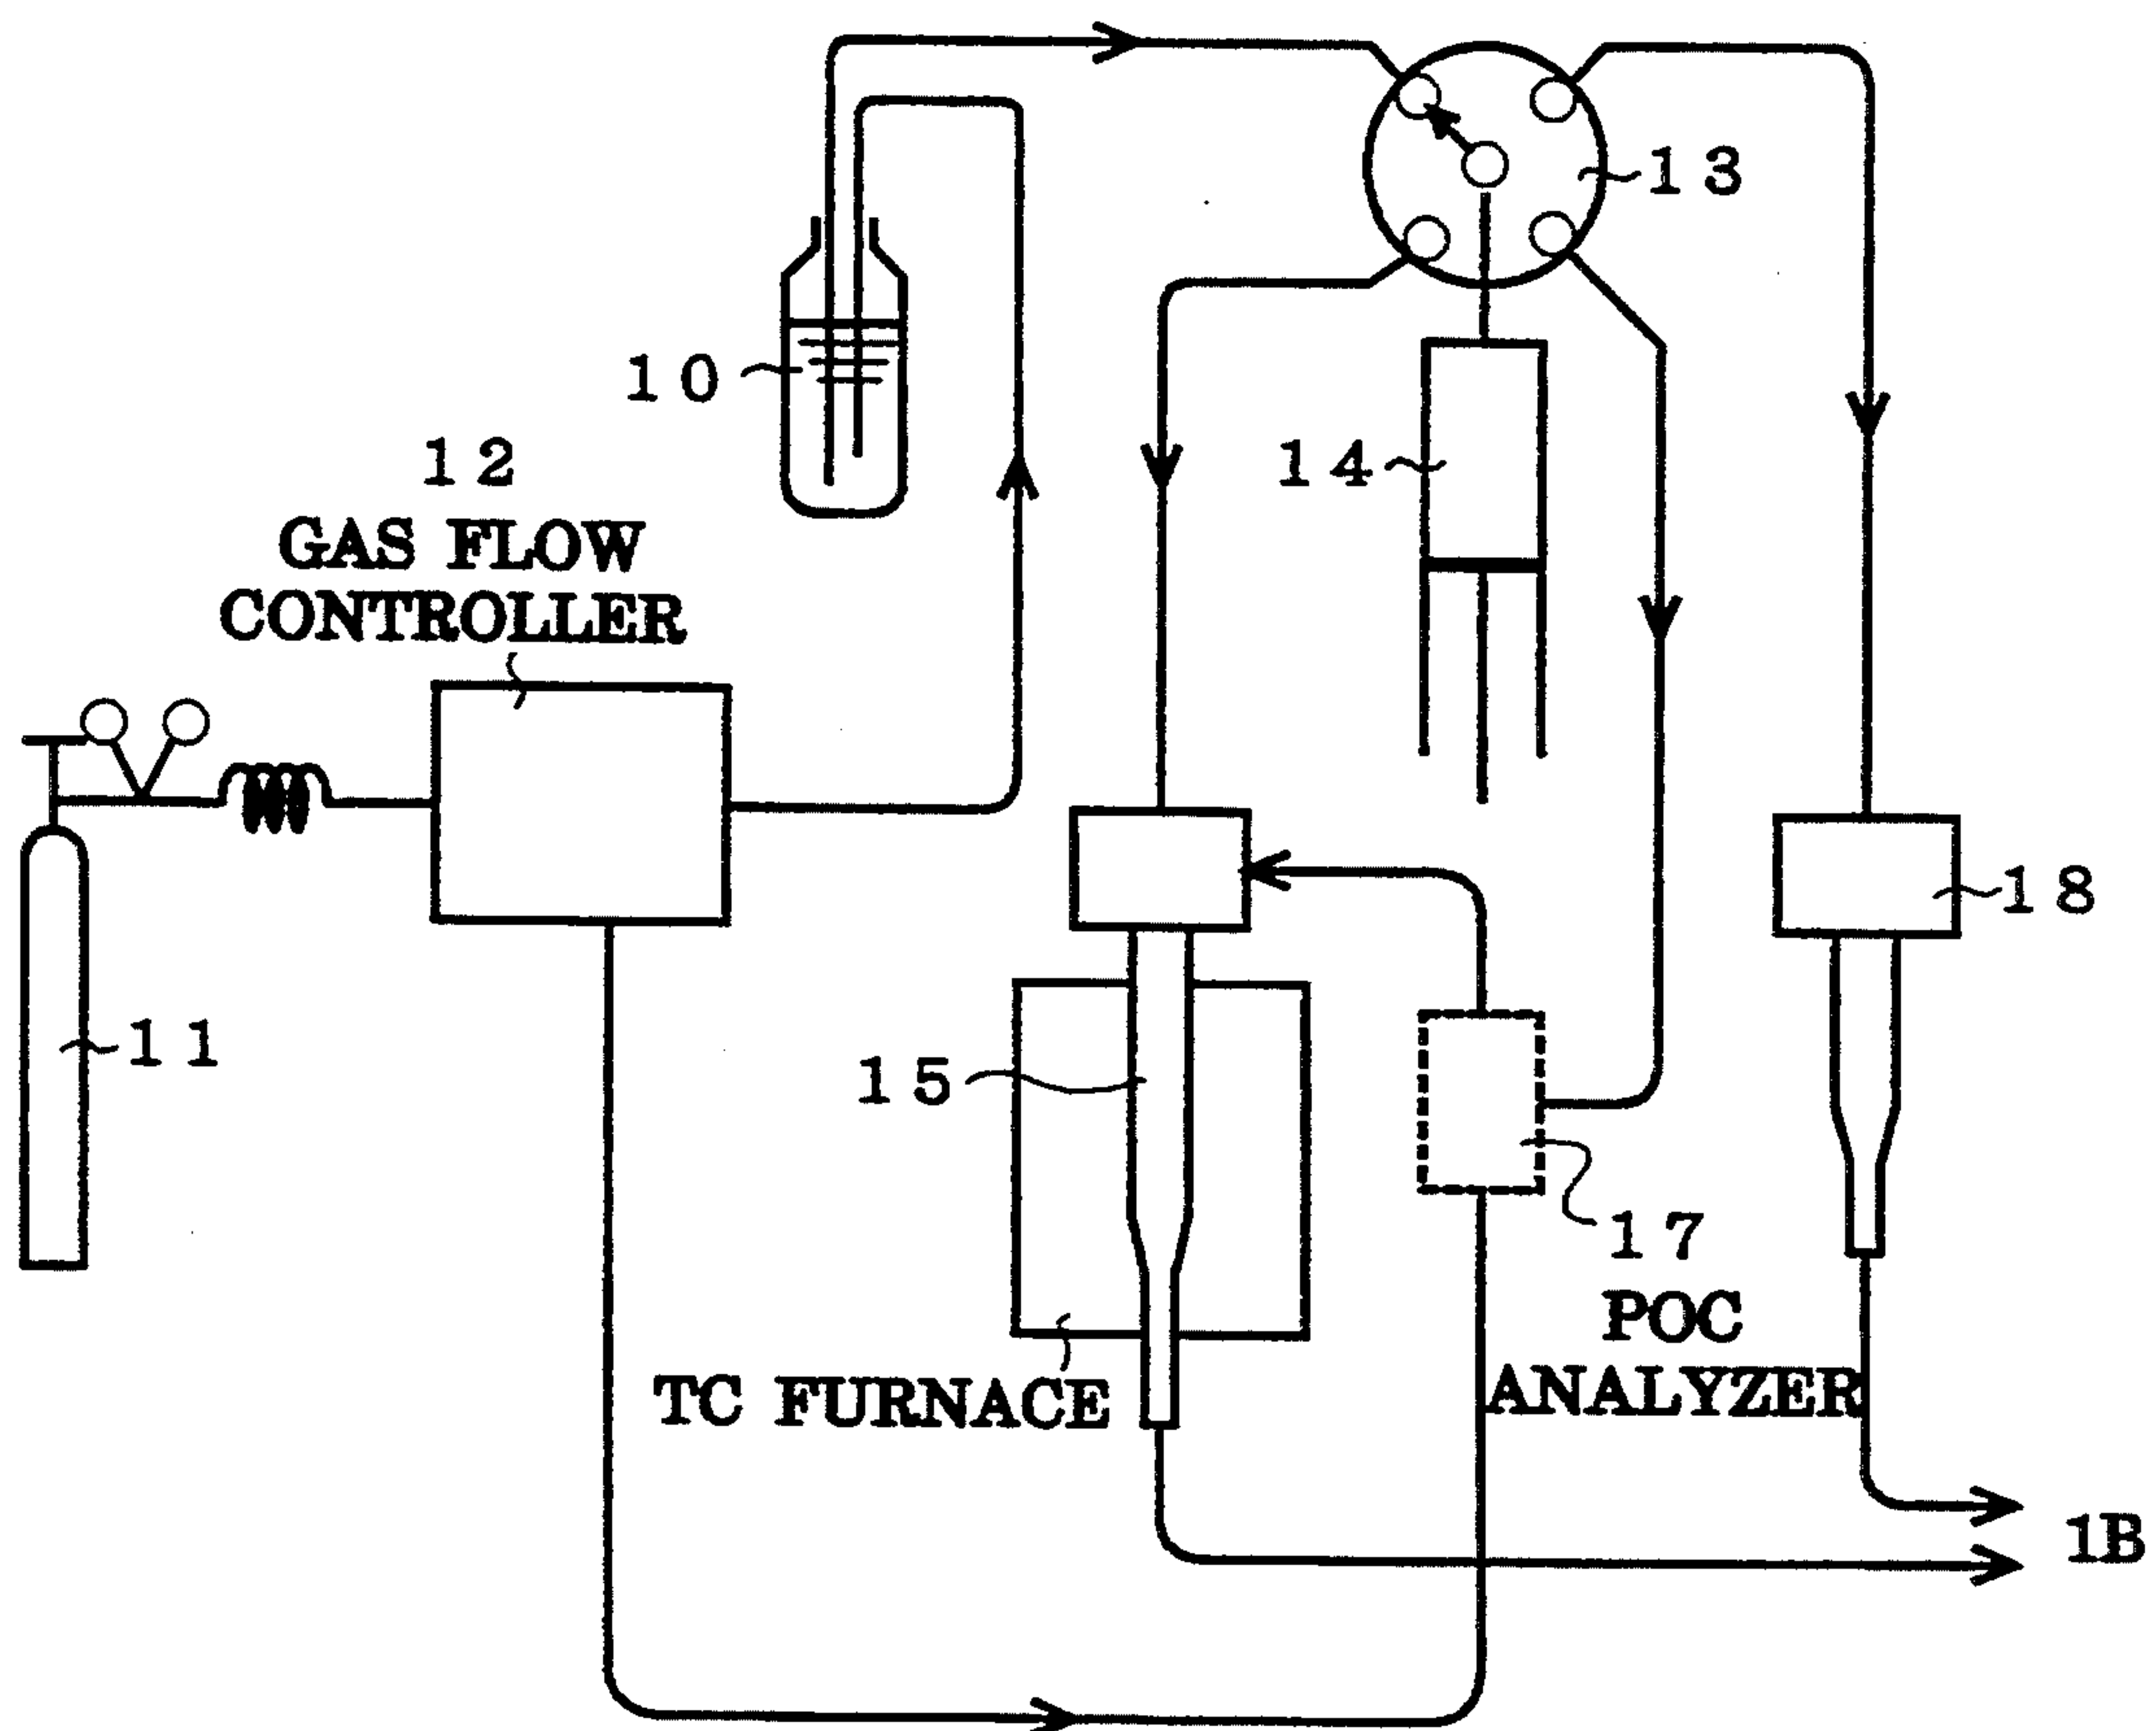 13
10
12
GAS FLOW
CONTROLLER
14
18
11
15
17
POC
ANALYZER
TC FURNACE
1B